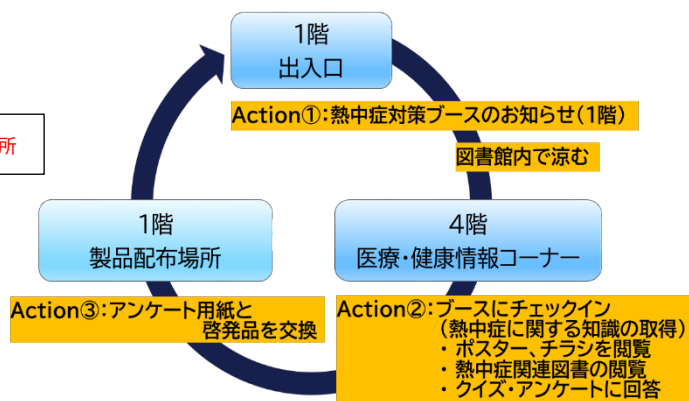 1階
出入口
Action①:熱中症対策ブースのお知らせ(1階)
図書館内で涼む
所
1階
製品配布場所
4階
医療・健康情報コーナー
Action③:アンケート用紙と
啓発品を交換
Action②:ブースにチェックイン
(熱中症に関する知識の取得)
・ポスター、チラシを閲覧
・熱中症関連図書の閲覧
・クイズ・アンケートに回答